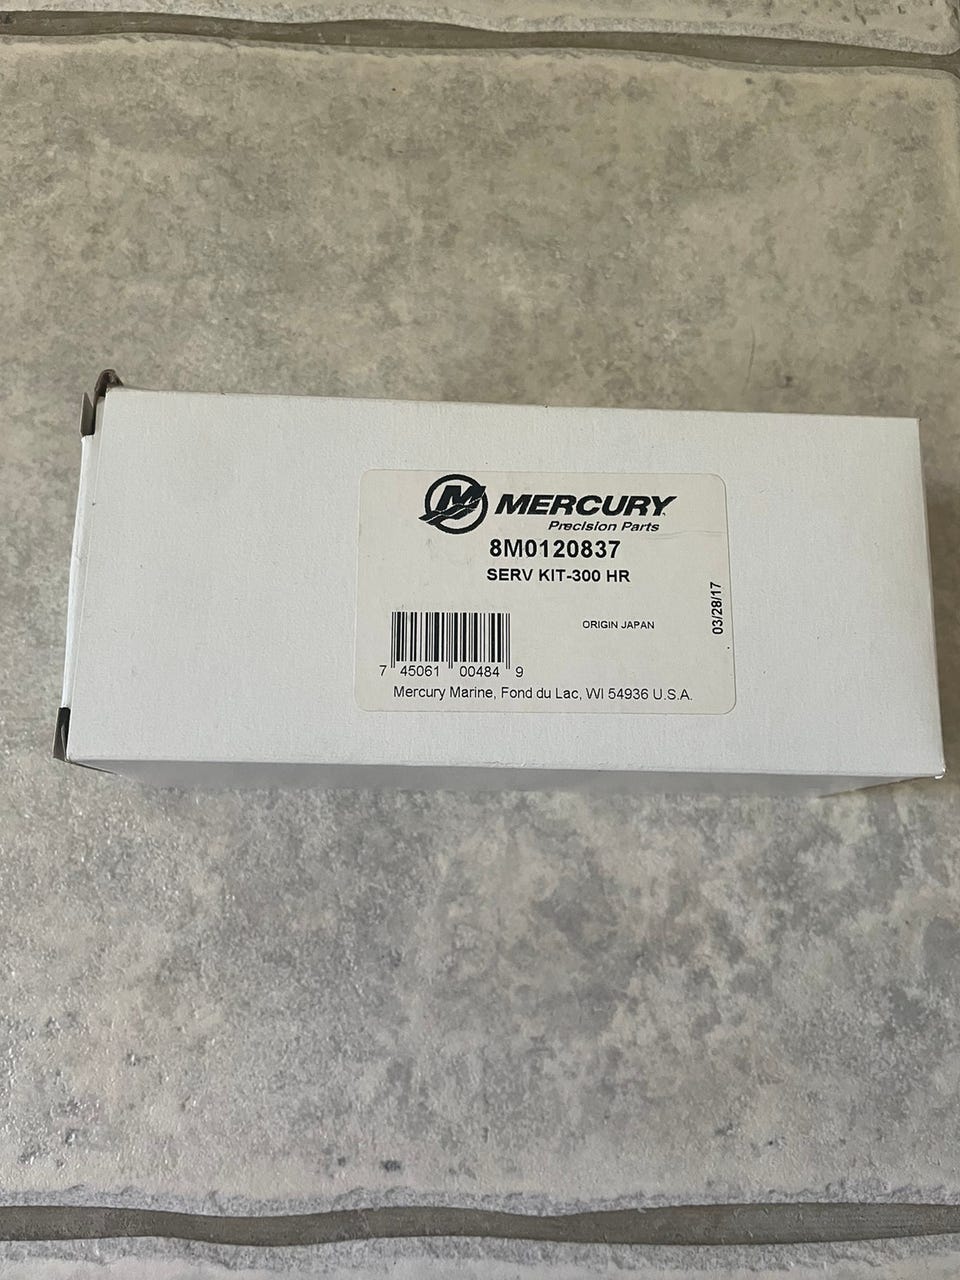 M MERCURY
Precision Parts
8M0120837
SERV KIT-300 HR
ORIGIN JAPAN
03/28/17
7 45061 00484 9
Mercury Marine, Fond du Lac, WI 54936 U.S.A.